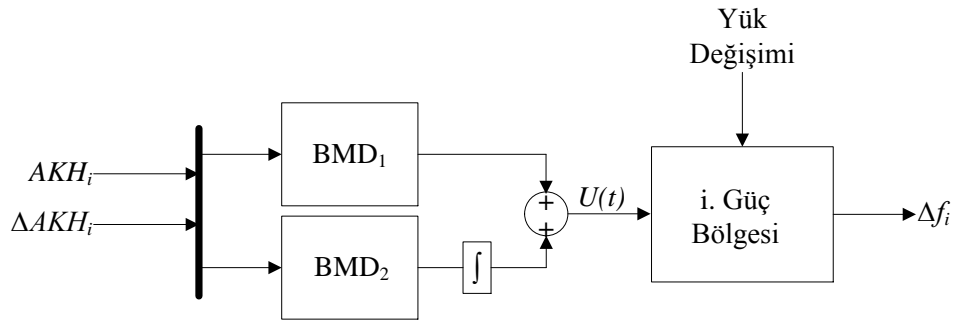 Yük
Değişimi
BMD₁
AKHᵢ
ΔAKHᵢ
+
+
U(t)
i. Güç
Bölgesi
Δfᵢ
BMD₂
∫